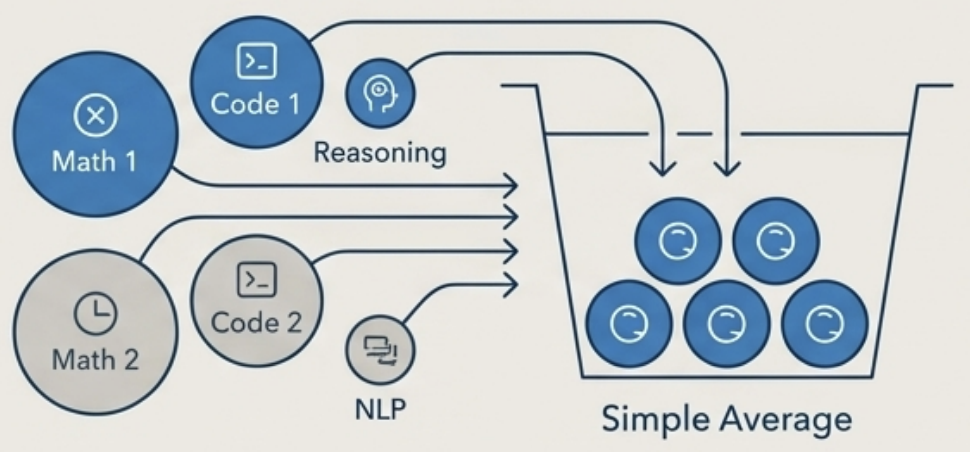 Math 1
Code 1
Reasoning
Math 2
Code 2
NLP
Simple Average